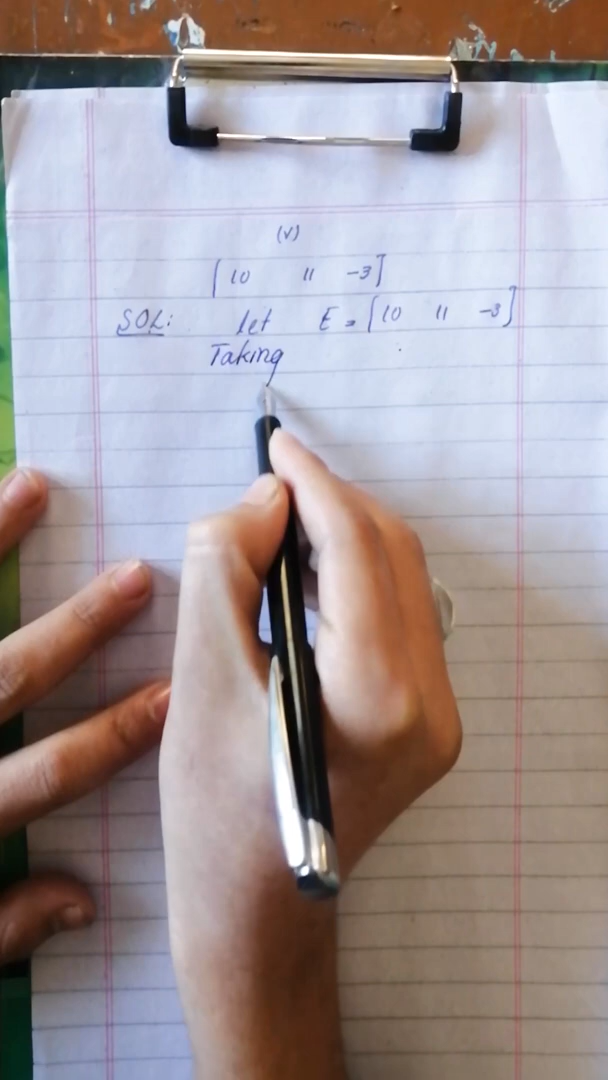 (v)
[10 11 -3]
SOL: let E = [10 11 -3]
Taking